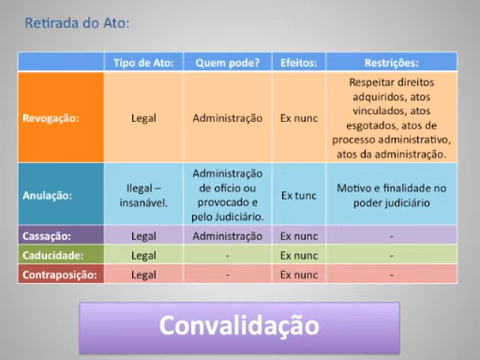 Retirada do Ato:
Tipo de Ato: Quem pode? Efeitos: Restrições:
Revogação: Legal Administração Ex nunc Respeitar direitos
adquiridos, atos
vinculados, atos
esgotados, atos de
processo administrativo,
atos da administração.
Anulação: Ilegal – insanável. Administração de ofício ou provocado e pelo Judiciário. Ex tunc Motivo e finalidade no poder judiciário
Cassação: Legal Administração Ex nunc -
Caducidade: Legal - Ex nunc -
Contraposição: Legal - Ex nunc -
Convalidação